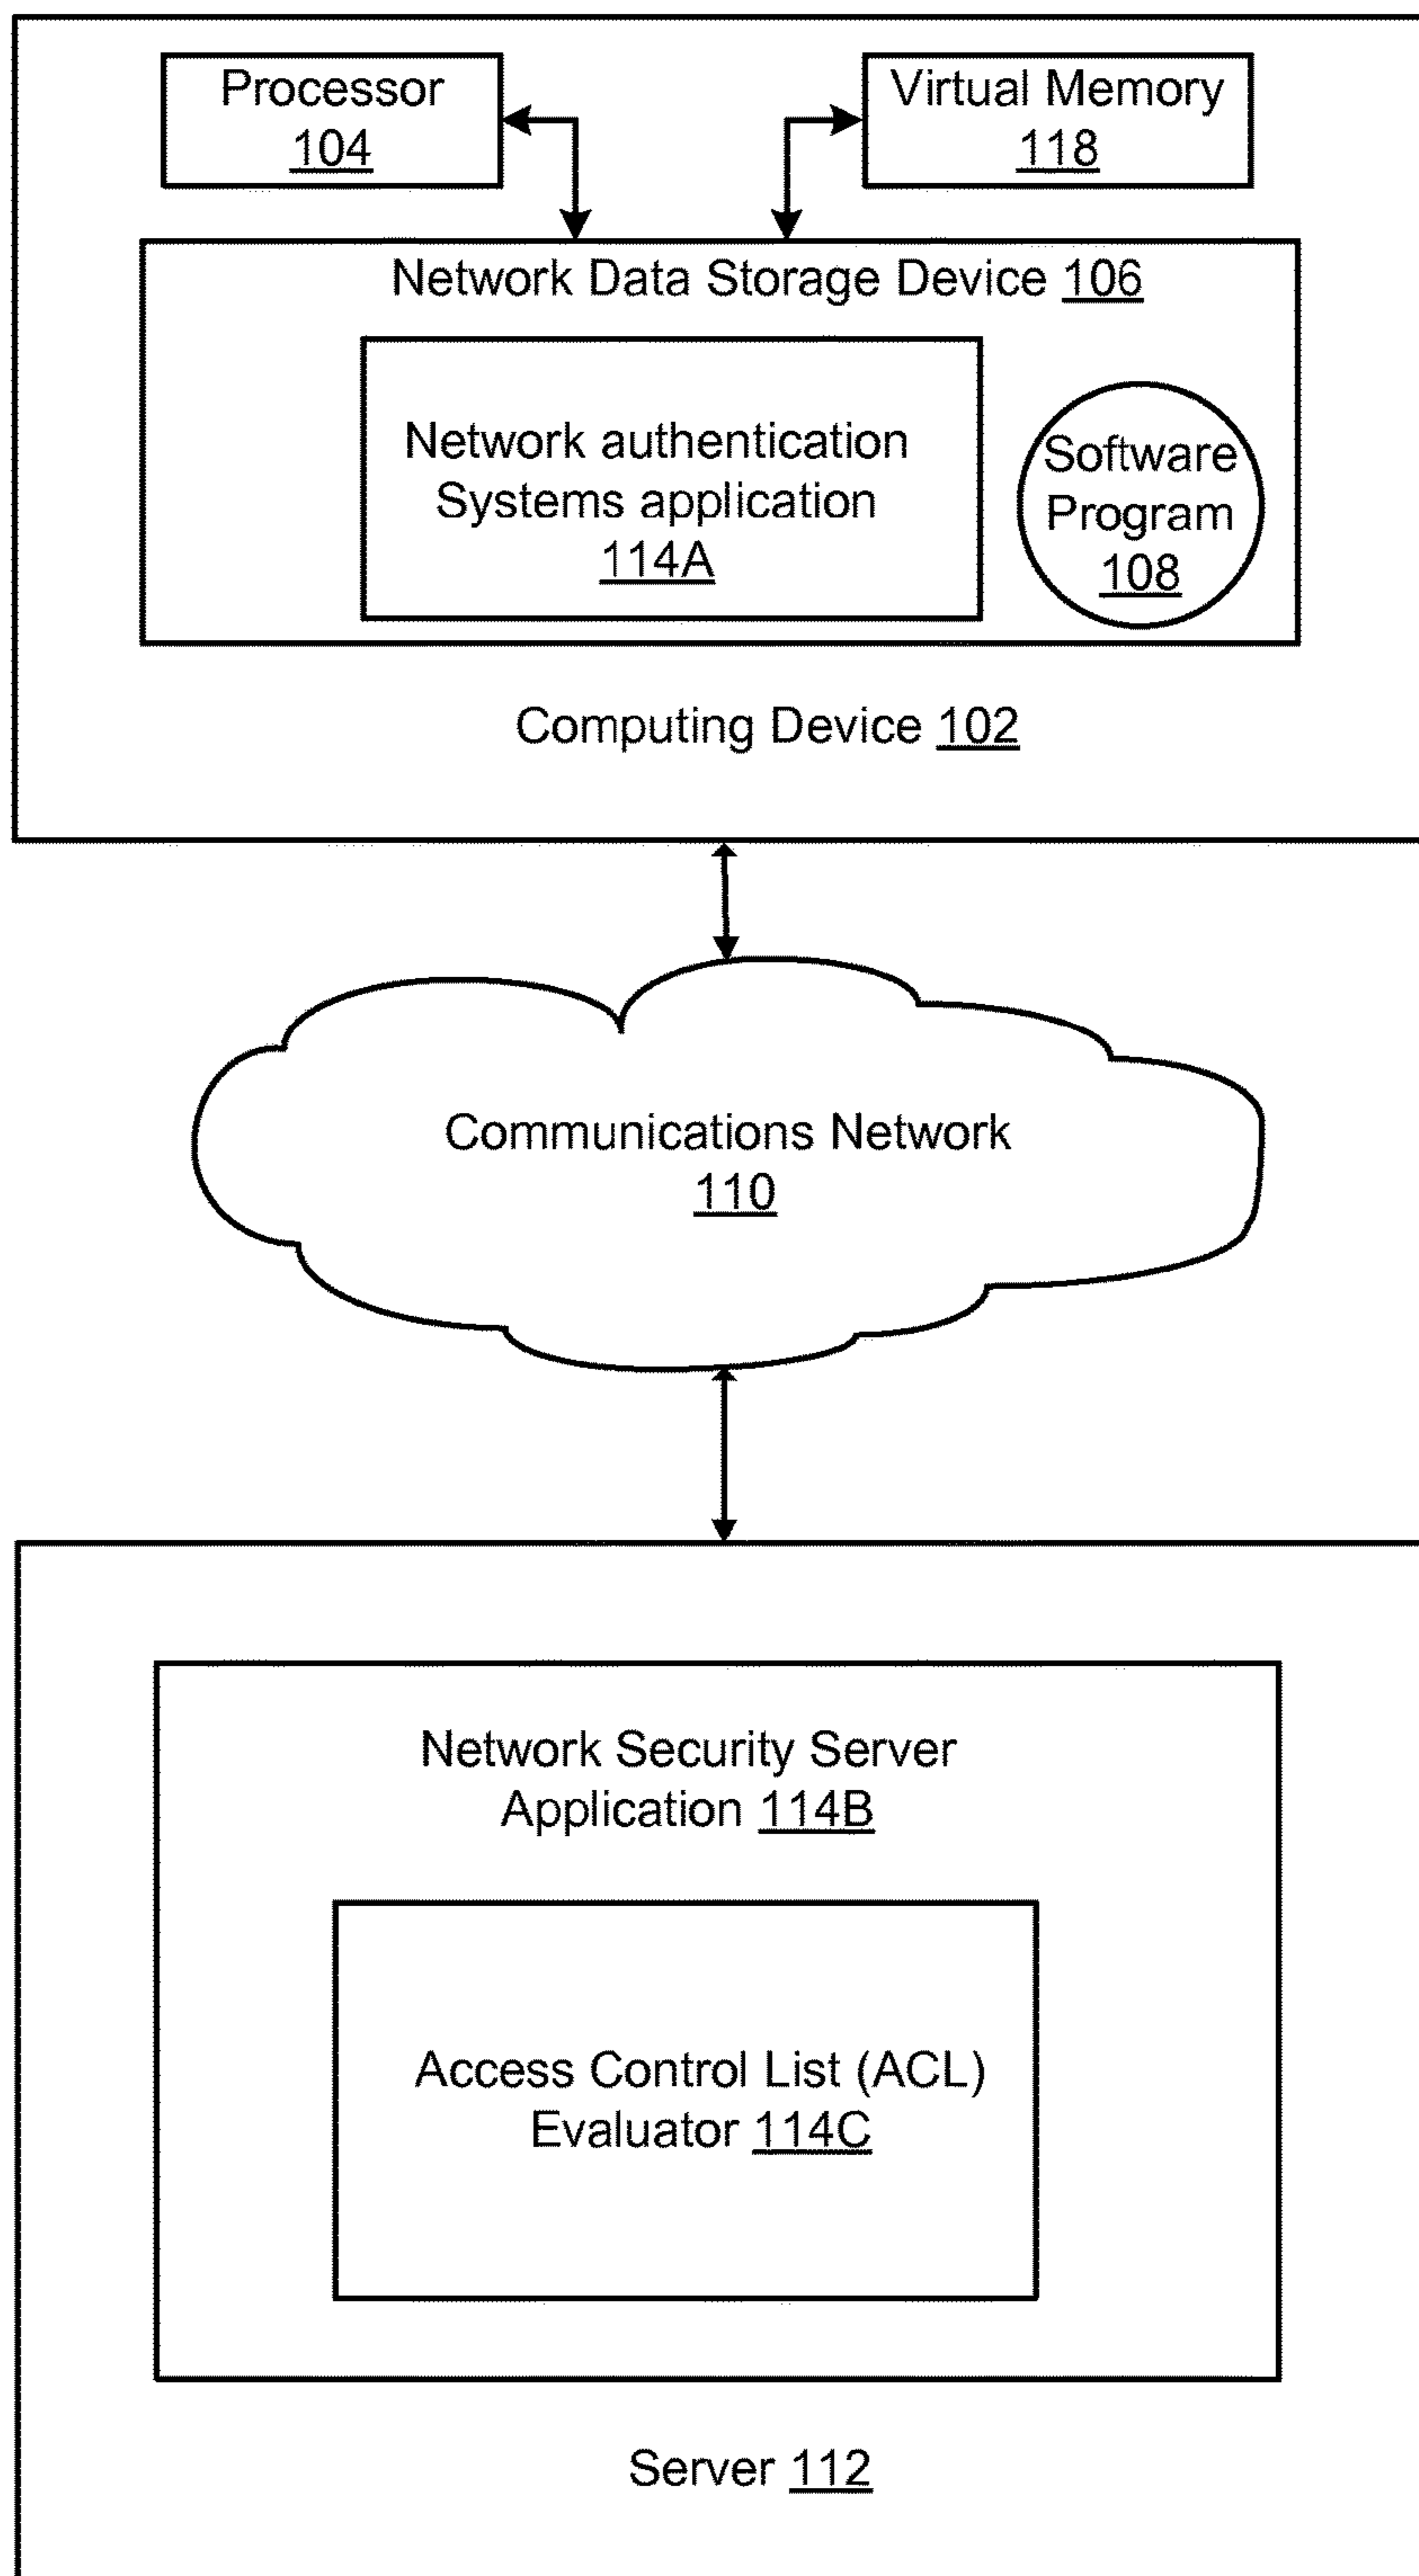 Processor
104
Virtual Memory
118
Network Data Storage Device 106
Network authentication
Systems application
114A
Software
Program
108
Computing Device 102
Communications Network
110
Network Security Server
Application 114B
Access Control List (ACL)
Evaluator 114C
Server 112